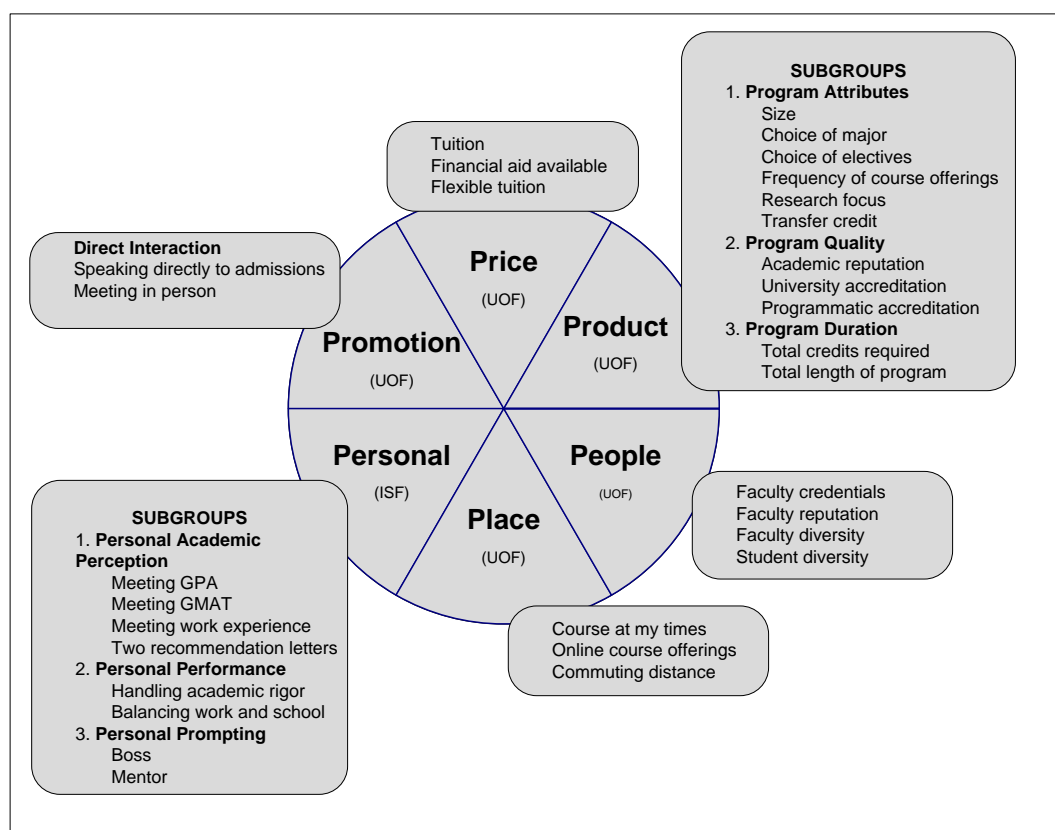 SUBGROUPS
1. Program Attributes
Size
Choice of major
Choice of electives
Frequency of course offerings
Research focus
Transfer credit
2. Program Quality
Academic reputation
University accreditation
Programmatic accreditation
3. Program Duration
Total credits required
Total length of program
Tuition
Financial aid available
Flexible tuition
Direct Interaction
Speaking directly to admissions
Meeting in person
Price
(UOF)
Product
(UOF)
Promotion
(UOF)
Personal
(ISF)
People
(UOF)
Place
(UOF)
Faculty credentials
Faculty reputation
Faculty diversity
Student diversity
SUBGROUPS
1. Personal Academic
Perception
Meeting GPA
Meeting GMAT
Meeting work experience
Two recommendation letters
2. Personal Performance
Handling academic rigor
Balancing work and school
3. Personal Prompting
Boss
Mentor
Course at my times
Online course offerings
Commuting distance